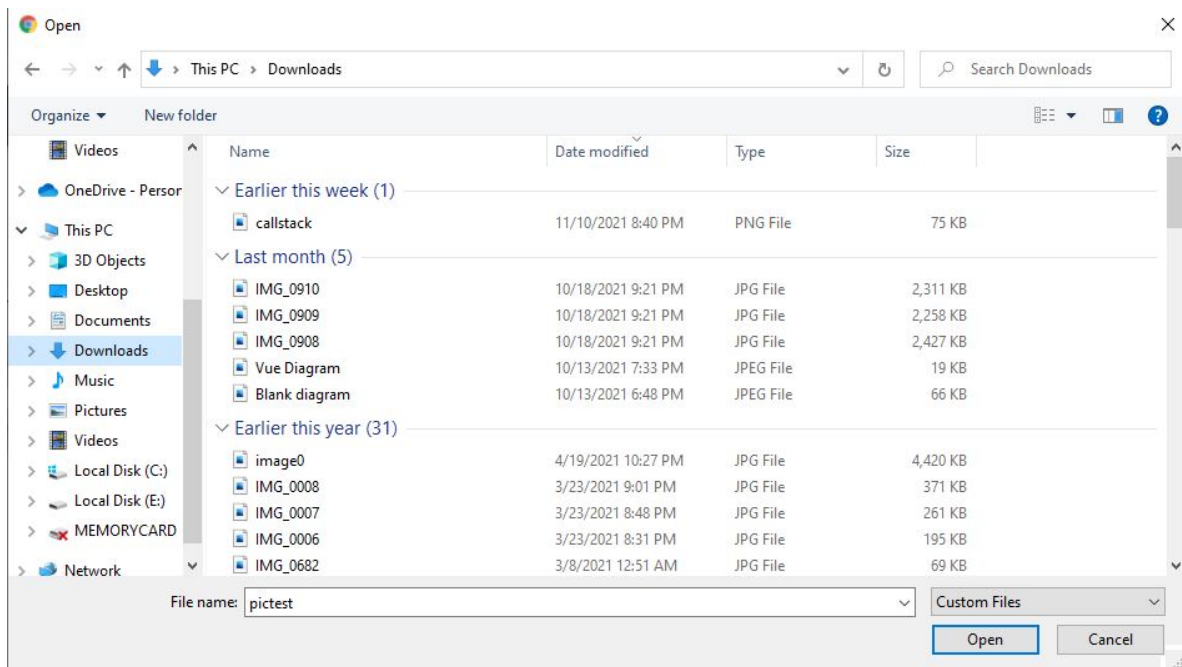 Open
This PC > Downloads
Search Downloads
Organize
New folder
?
Videos
OneDrive - Person
This PC
3D Objects
Desktop
Documents
Downloads
Music
Pictures
Videos
Local Disk (C:)
Local Disk (E:)
MEMORYCARD
Network
Name Date modified Type Size
Earlier this week (1)
callstack 11/10/2021 8:40 PM PNG File 75 KB
Last month (5)
IMG_0910 10/18/2021 9:21 PM JPG File 2,311 KB
IMG_0909 10/18/2021 9:21 PM JPG File 2,258 KB
IMG_0908 10/18/2021 9:21 PM JPG File 2,427 KB
Vue Diagram 10/13/2021 7:33 PM JPEG File 19 KB
Blank diagram 10/13/2021 6:48 PM JPEG File 66 KB
Earlier this year (31)
image0 4/19/2021 10:27 PM JPG File 4,420 KB
IMG_0008 3/23/2021 9:01 PM JPG File 371 KB
IMG_0007 3/23/2021 8:48 PM JPG File 261 KB
IMG_0006 3/23/2021 8:31 PM JPG File 195 KB
IMG_0682 3/8/2021 12:51 AM JPG File 69 KB
File name: pictest
Custom Files
Open
Cancel